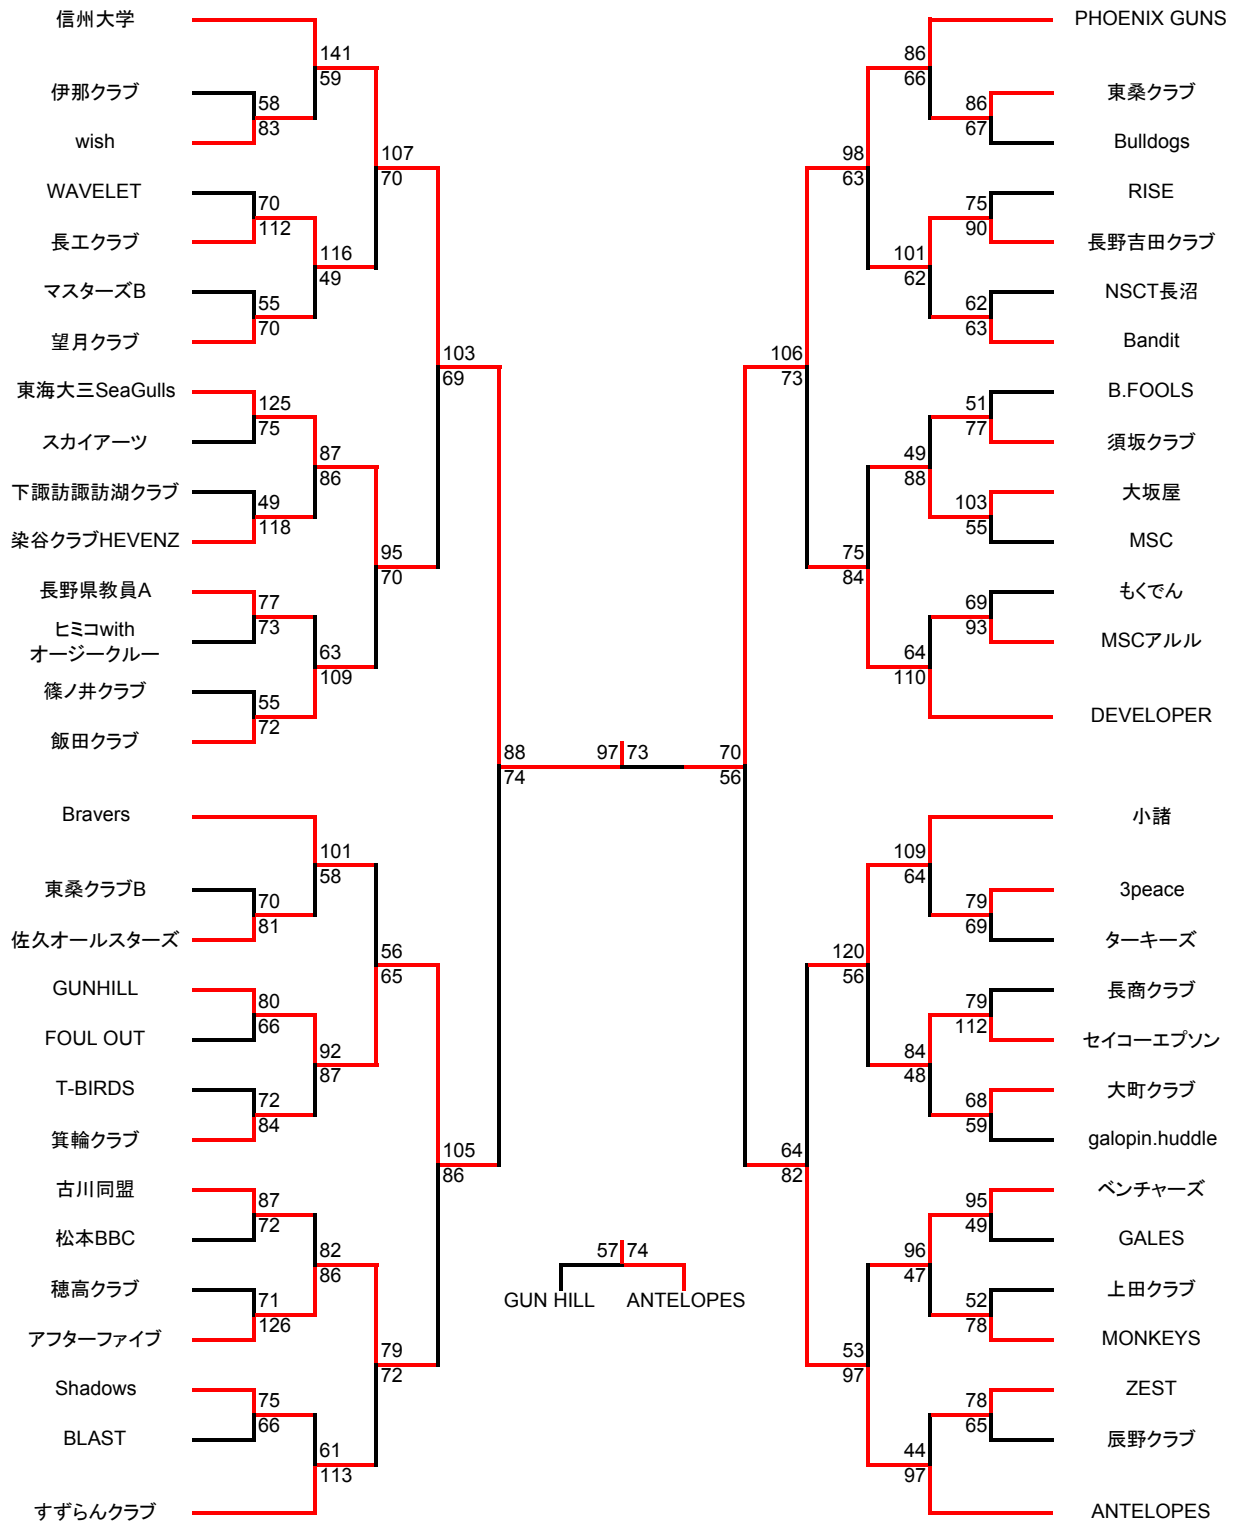 信州大学
141
59
伊那クラブ
58
83
wish
107
70
WAVELET
70
112
長エクラブ
116
49
マスターズB
55
70
望月クラブ
103
69
東海大三SeaGulls
125
75
スカイアーツ
87
86
下諏訪諏訪湖クラブ
49
118
染谷クラブHEVENZ
95
70
長野県教員A
77
73
ヒミコwith
オージークルー
63
109
篠ノ井クラブ
55
72
飯田クラブ
88
74
97 73
Bravers
101
58
東桑クラブB
70
81
佐久オールスターズ
56
65
GUNHILL
80
66
FOUL OUT
92
87
T-BIRDS
72
84
箕輪クラブ
105
86
古川同盟
87
72
松本BBC
82
86
穂高クラブ
71
126
アフターファイブ
79
72
Shadows
75
66
BLAST
61
113
すずらんクラブ
57 74
GUN HILL ANTELOPES
PHOENIX GUNS
86
66
東桑クラブ
86
67
Bulldogs
98
63
RISE
75
90
長野吉田クラブ
101
62
NSCT長沼
62
63
Bandit
106
73
B.FOOLS
51
77
須坂クラブ
49
88
大坂屋
103
55
MSC
75
84
もくでん
69
93
MSCアルル
64
110
DEVELOPER
70
56
小諸
109
64
3peace
79
69
ターキーズ
120
56
長商クラブ
79
112
セイコーエプソン
84
48
大町クラブ
68
59
galopin.huddle
64
82
ベンチャーズ
95
49
GALES
96
47
上田クラブ
52
78
MONKEYS
53
97
ZEST
78
65
辰野クラブ
44
97
ANTELOPES